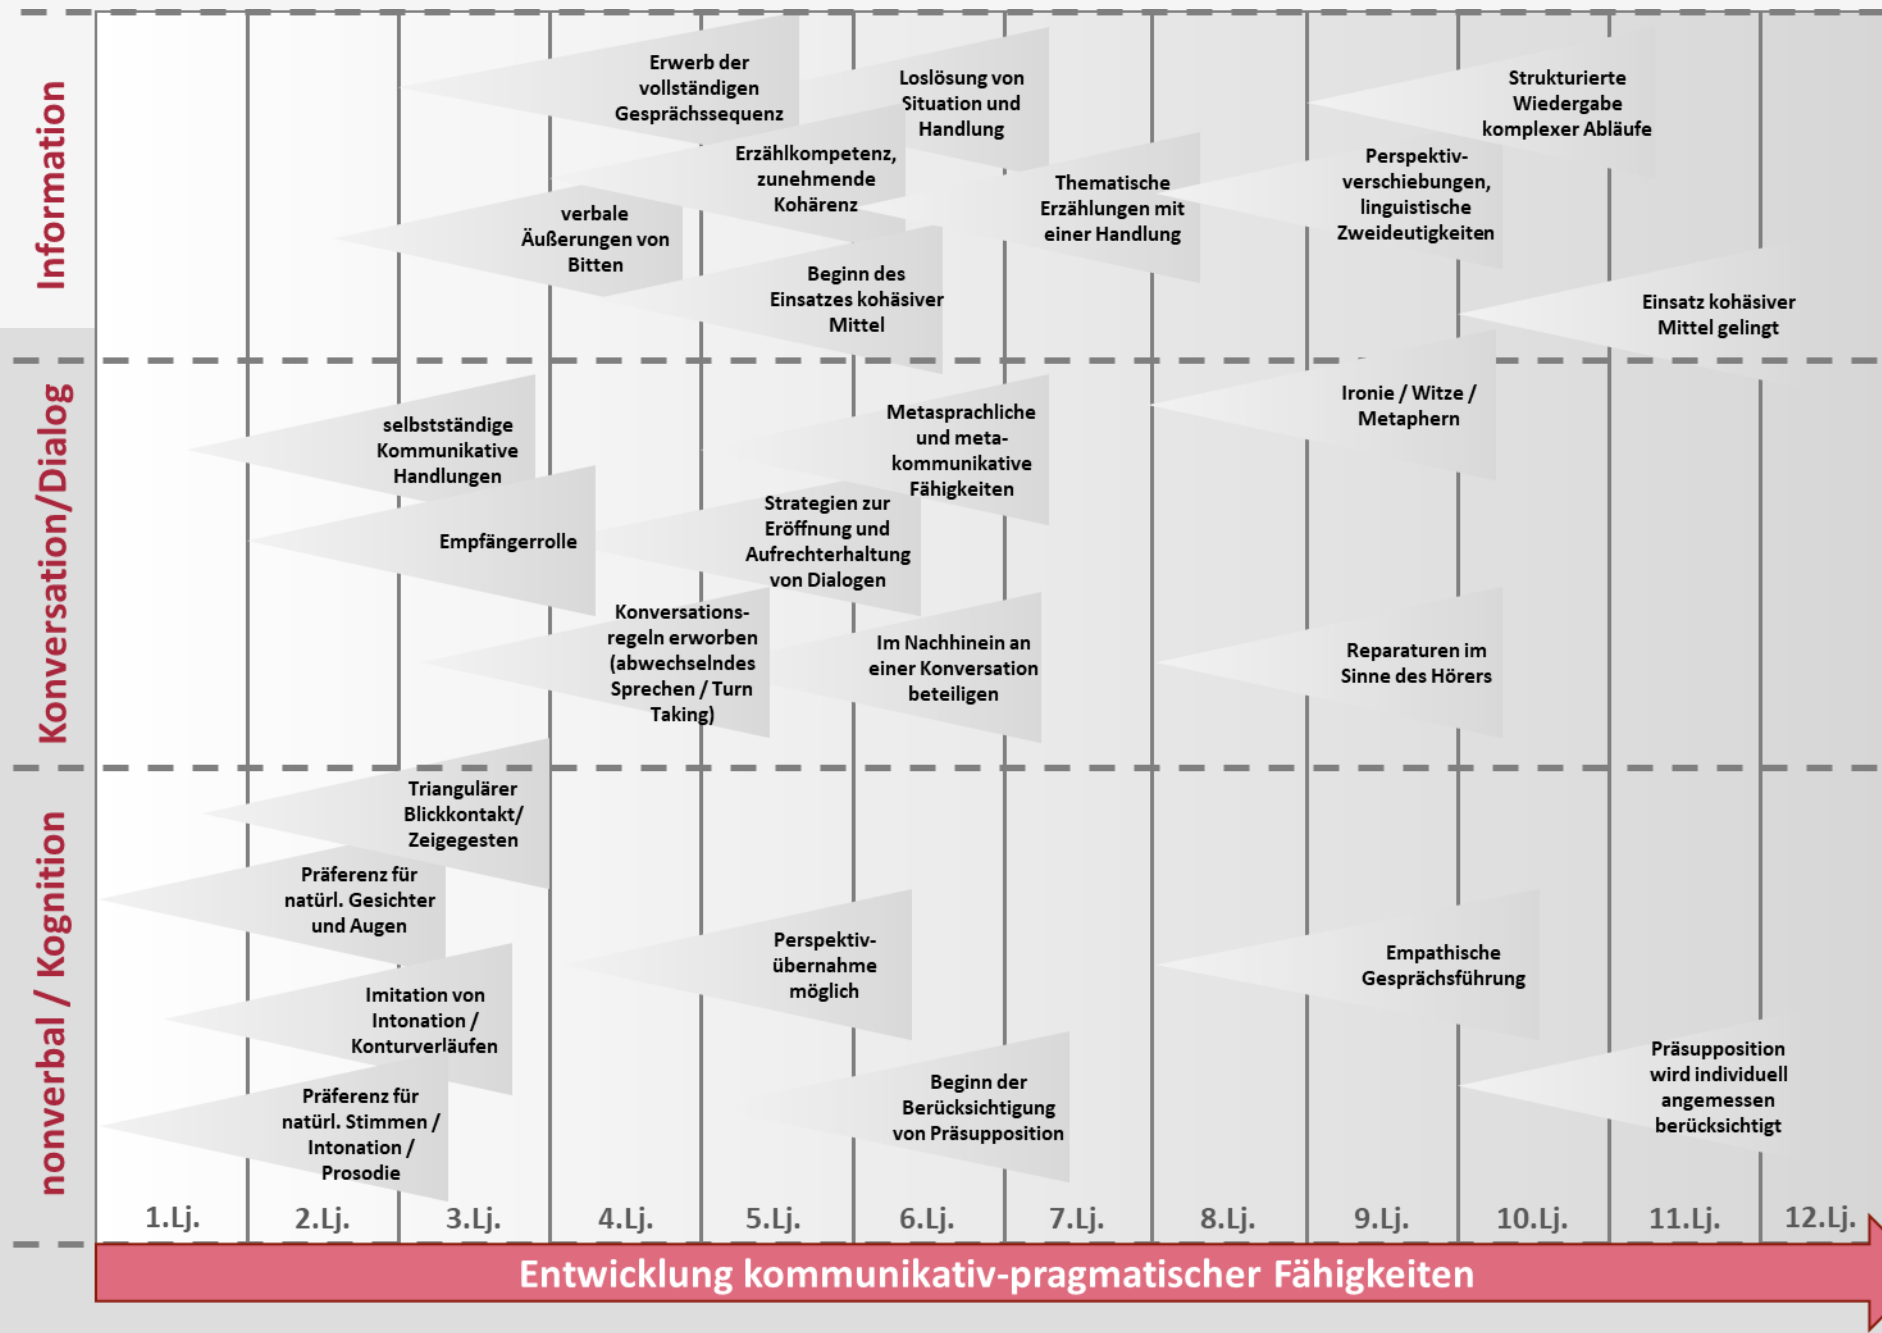 Information
Erwerb der
vollständigen
Gesprächssequenz
Loslösung von
Situation und
Handlung
Strukturierte
Wiedergabe
komplexer Abläufe
Erzählkompetenz,
zunehmende
Kohärenz
Thematische
Erzählungen mit
einer Handlung
Perspektiv-
verschiebungen,
linguistische
Zweideutigkeiten
verbale
Äußerungen von
Bitten
Beginn des
Einsatzes kohäsiver
Mittel
Einsatz kohäsiver
Mittel gelingt
Konversation/Dialog
selbstständige
Kommunikative
Handlungen
Metasprachliche
und meta-
kommunikative
Fähigkeiten
Ironie / Witze /
Metaphern
Empfängerrolle
Strategien zur
Eröffnung und
Aufrechterhaltung
von Dialogen
Konversations-
regeln erworben
(abwechselndes
Sprechen / Turn
Taking)
Im Nachhinein an
einer Konversation
beteiligen
Reparaturen im
Sinne des Hörers
nonverbal / Kognition
Triangulärer
Blickkontakt/
Zeigegesten
Präferenz für
natürl. Gesichter
und Augen
Perspektiv-
übernahme
möglich
Empathische
Gesprächsführung
Imitation von
Intonation /
Konturverläufen
Präferenz für
natürl. Stimmen /
Intonation /
Prosodie
Beginn der
Berücksichtigung
von Präsupposition
Präsupposition
wird individuell
angemessen
berücksichtigt
1.Lj.
2.Lj.
3.Lj.
4.Lj.
5.Lj.
6.Lj.
7.Lj.
8.Lj.
9.Lj.
10.Lj.
11.Lj.
12.Lj.
Entwicklung kommunikativ-pragmatischer Fähigkeiten